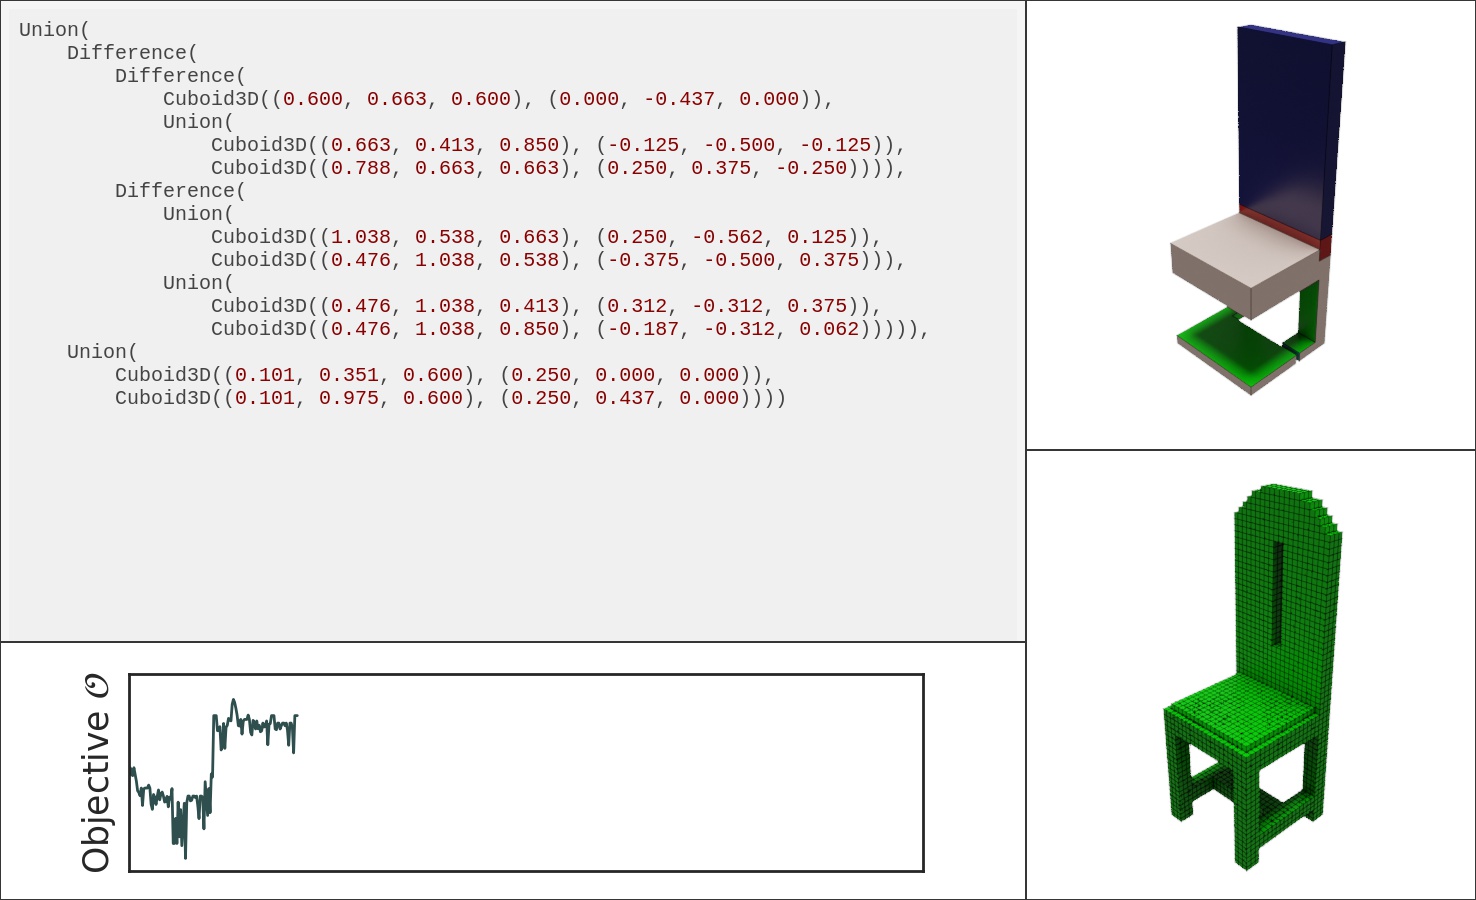 Union(
    Difference(
        Difference(
            Cuboid3D((0.600, 0.663, 0.600), (0.000, -0.437, 0.000)),
            Union(
                Cuboid3D((0.663, 0.413, 0.850), (-0.125, -0.500, -0.125)),
                Cuboid3D((0.788, 0.663, 0.663), (0.250, 0.375, -0.250)))),
        Difference(
            Union(
                Cuboid3D((1.038, 0.538, 0.663), (0.250, -0.562, 0.125)),
                Cuboid3D((0.476, 1.038, 0.538), (-0.375, -0.500, 0.375))),
            Union(
                Cuboid3D((0.476, 1.038, 0.413), (0.312, -0.312, 0.375)),
                Cuboid3D((0.476, 1.038, 0.850), (-0.187, -0.312, 0.062))))),
    Union(
        Cuboid3D((0.101, 0.351, 0.600), (0.250, 0.000, 0.000)),
        Cuboid3D((0.101, 0.975, 0.600), (0.250, 0.437, 0.000))))
Objective 𝒪